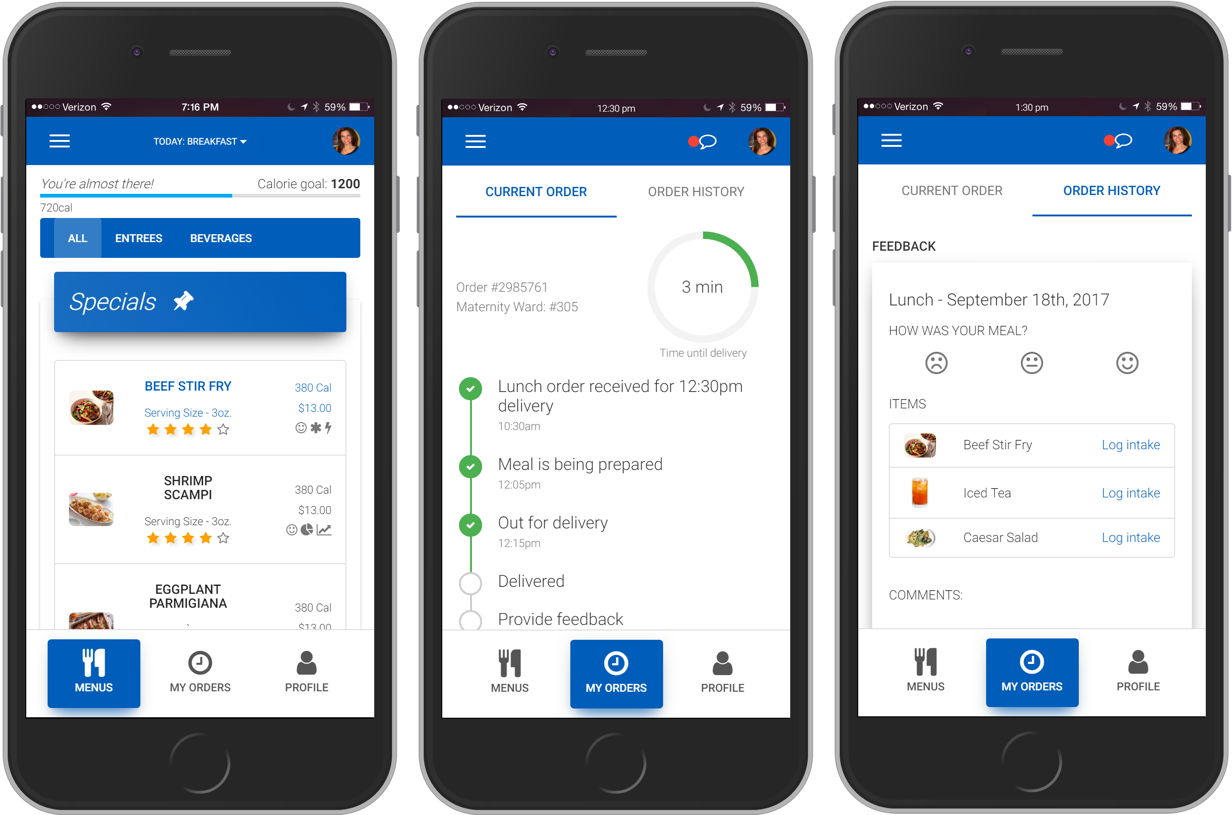 Verizon
7:16 PM
59%
TODAY: BREAKFAST
You're almost there!
Calorie goal: 1200
720cal
ALL
ENTREES
BEVERAGES
Specials
BEEF STIR FRY
380 Cal
Serving Size - 3oz.
$13.00
SHRIMP
SCAMPI
380 Cal
$13.00
Serving Size - 3oz.
EGGPLANT
PARMIGIANA
380 Cal
$13.00
MENUS
MY ORDERS
PROFILE
Verizon
12:30 pm
59%
CURRENT ORDER
ORDER HISTORY
3 min
Order #2985761
Maternity Ward: #305
Time until delivery
Lunch order received for 12:30pm
delivery
10:30am
Meal is being prepared
12:05pm
Out for delivery
12:15pm
Delivered
Provide feedback
MENUS
MY ORDERS
PROFILE
Verizon
1:30 pm
59%
CURRENT ORDER
ORDER HISTORY
FEEDBACK
Lunch - September 18th, 2017
HOW WAS YOUR MEAL?
ITEMS
Beef Stir Fry
Log intake
Iced Tea
Log intake
Caesar Salad
Log intake
COMMENTS:
MENUS
MY ORDERS
PROFILE